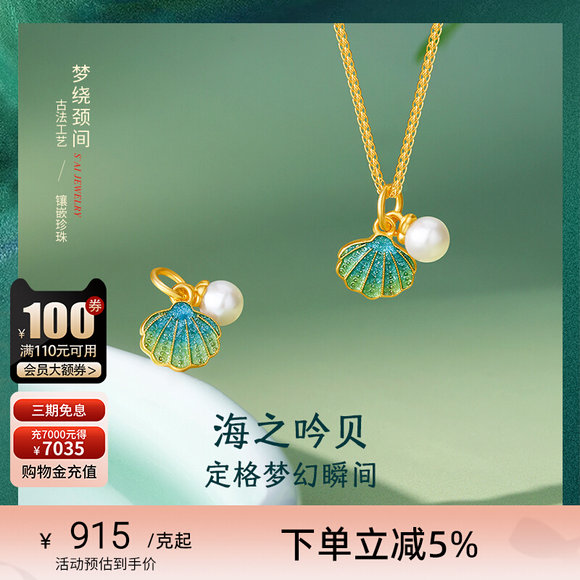 梦绕颈间
古法工艺
S'AI JEWELRY
镶嵌珍珠
¥100券
满110元可用
会员大额券>
三期免息
充7000元得
¥7035
购物金充值
海之吟贝
定格梦幻瞬间
¥ 915 /克起
活动预估到手价
下单立减5%